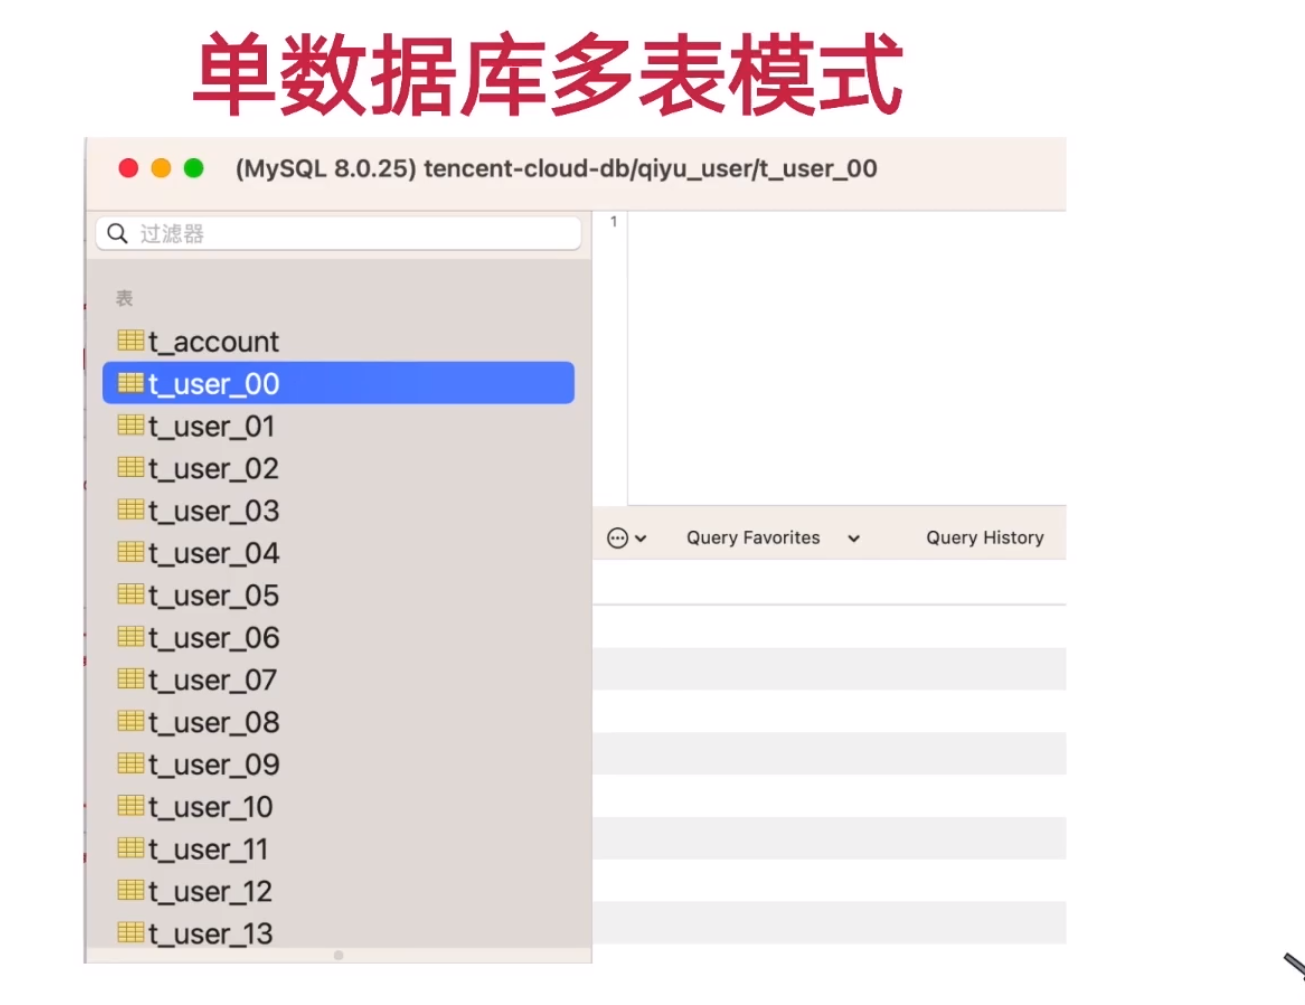 单数据库多表模式
(MySQL 8.0.25) tencent-cloud-db/qiyu_user/t_user_00
过滤器
1
表
t_account
t_user_00
t_user_01
t_user_02
t_user_03
t_user_04
t_user_05
t_user_06
t_user_07
t_user_08
t_user_09
t_user_10
t_user_11
t_user_12
t_user_13
Query Favorites
Query History